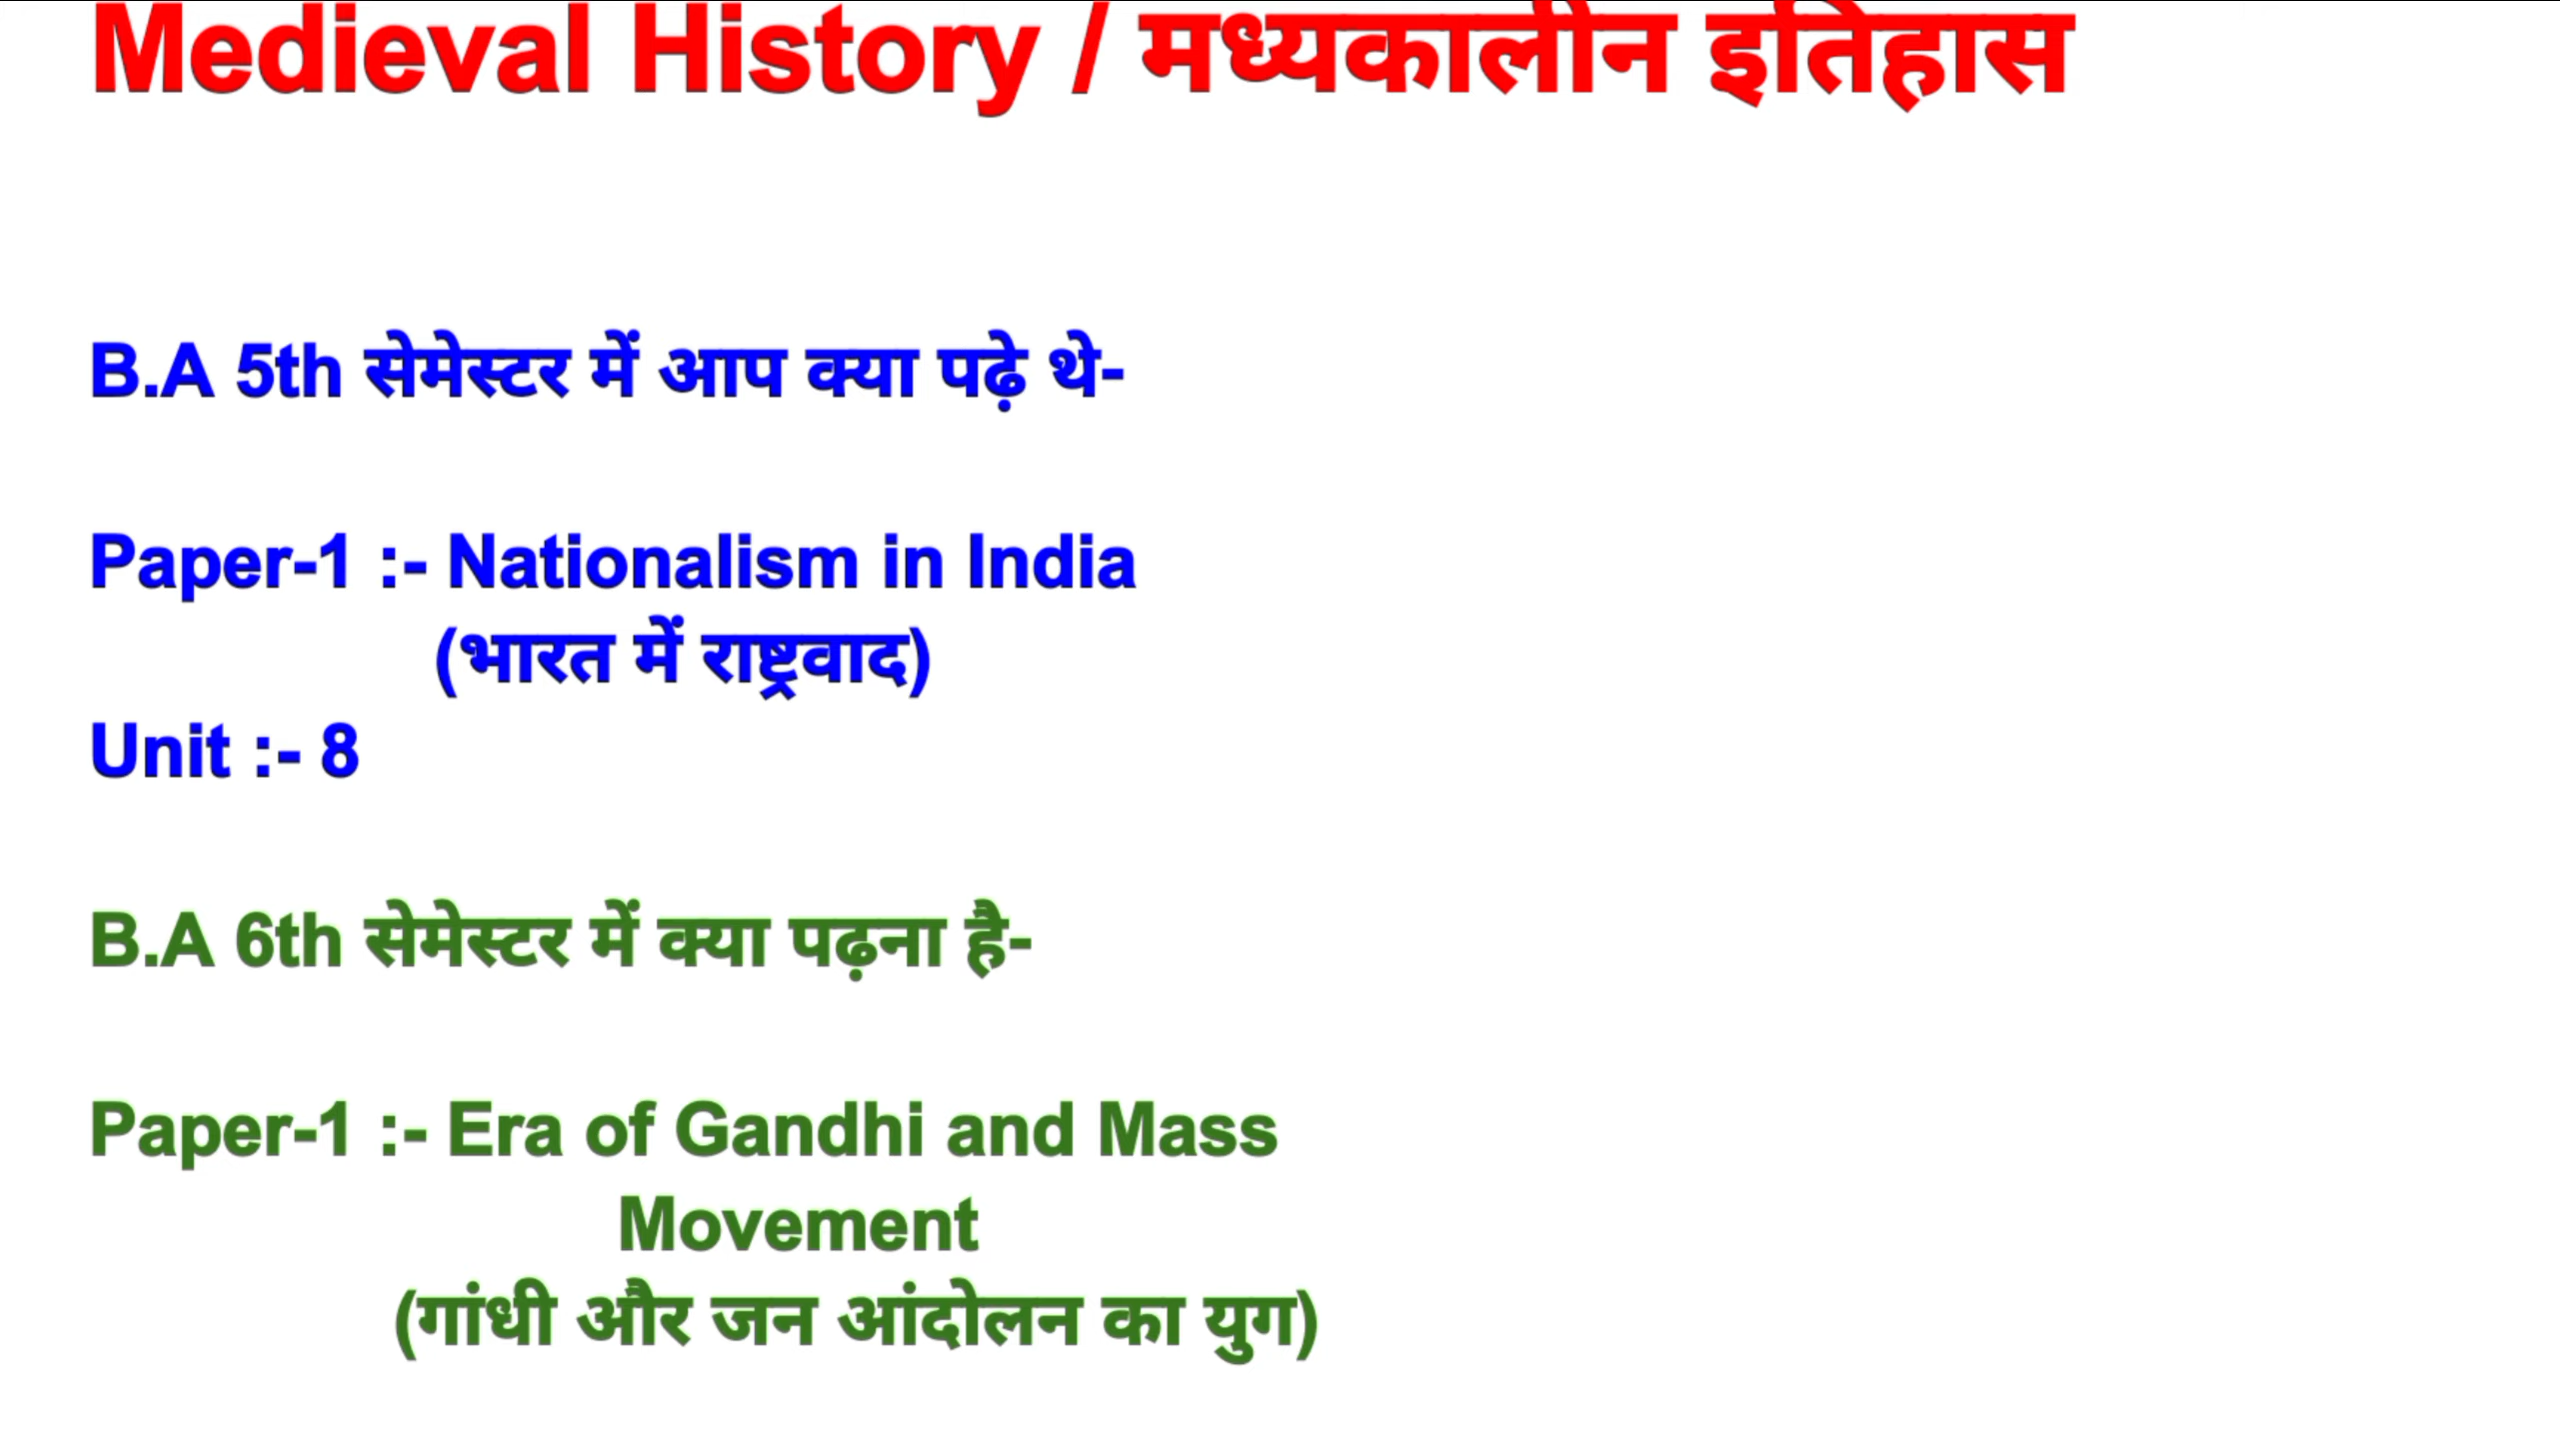 Medieval History / मध्यकालीन इतिहास
B.A 5th सेमेस्टर में आप क्या पढ़े थे-
Paper-1 :- Nationalism in India
(भारत में राष्ट्रवाद)
Unit :- 8
B.A 6th सेमेस्टर में क्या पढ़ना है-
Paper-1 :- Era of Gandhi and Mass
Movement
(गांधी और जन आंदोलन का युग)